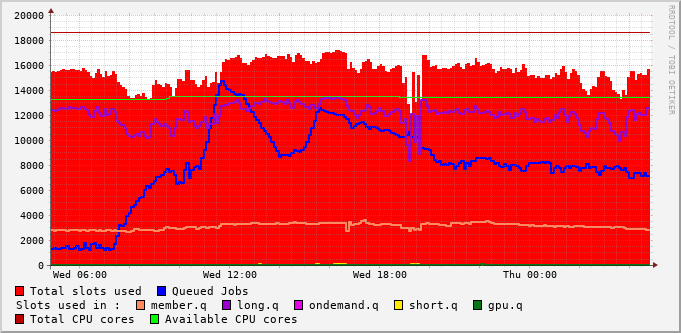 20000
18000
16000
14000
12000
10000
8000
6000
4000
2000
0
Wed 06:00 Wed 12:00 Wed 18:00 Thu 00:00
RRDTOOL / TOBI OETIKER
Total slots used Queued Jobs
Slots used in : member.q long.q ondemand.q short.q gpu.q
Total CPU cores Available CPU cores